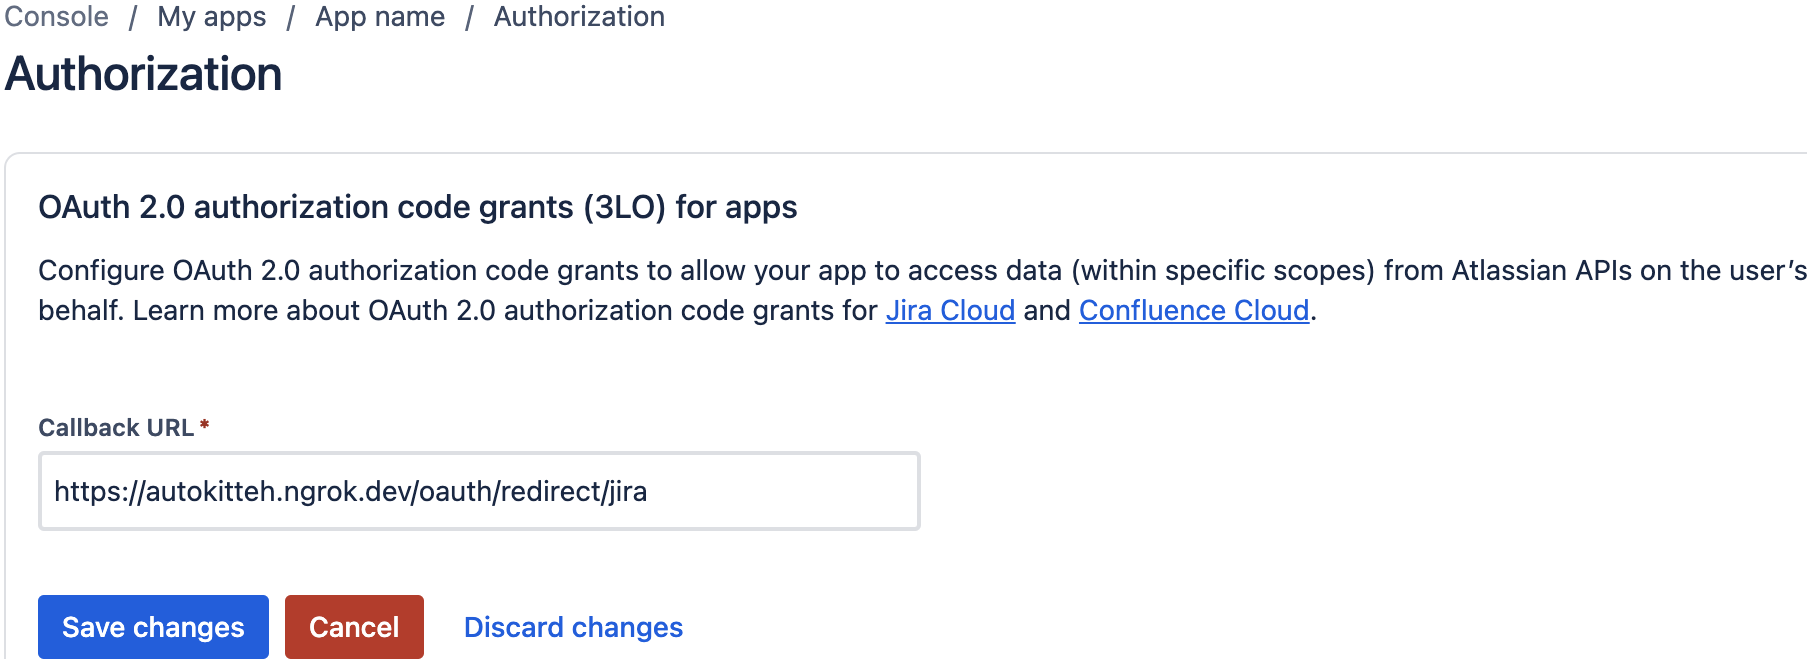 Console / My apps / App name / Authorization
Authorization
OAuth 2.0 authorization code grants (3LO) for apps
Configure OAuth 2.0 authorization code grants to allow your app to access data (within specific scopes) from Atlassian APIs on the user’s
behalf. Learn more about OAuth 2.0 authorization code grants for Jira Cloud and Confluence Cloud.
Callback URL *
https://autokitteh.ngrok.dev/oauth/redirect/jira
Save changes Cancel Discard changes